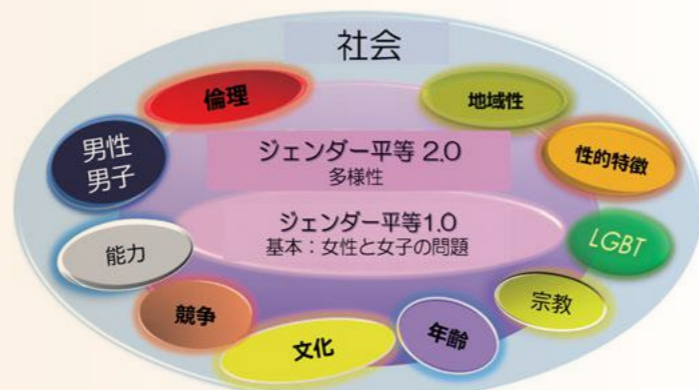 社会
倫理
地域性
男性
男子
ジェンダー平等 2.0
多様性
性的特徴
ジェンダー平等1.0
基本：女性と女子の問題
能力
LGBT
競争
宗教
文化
年齢